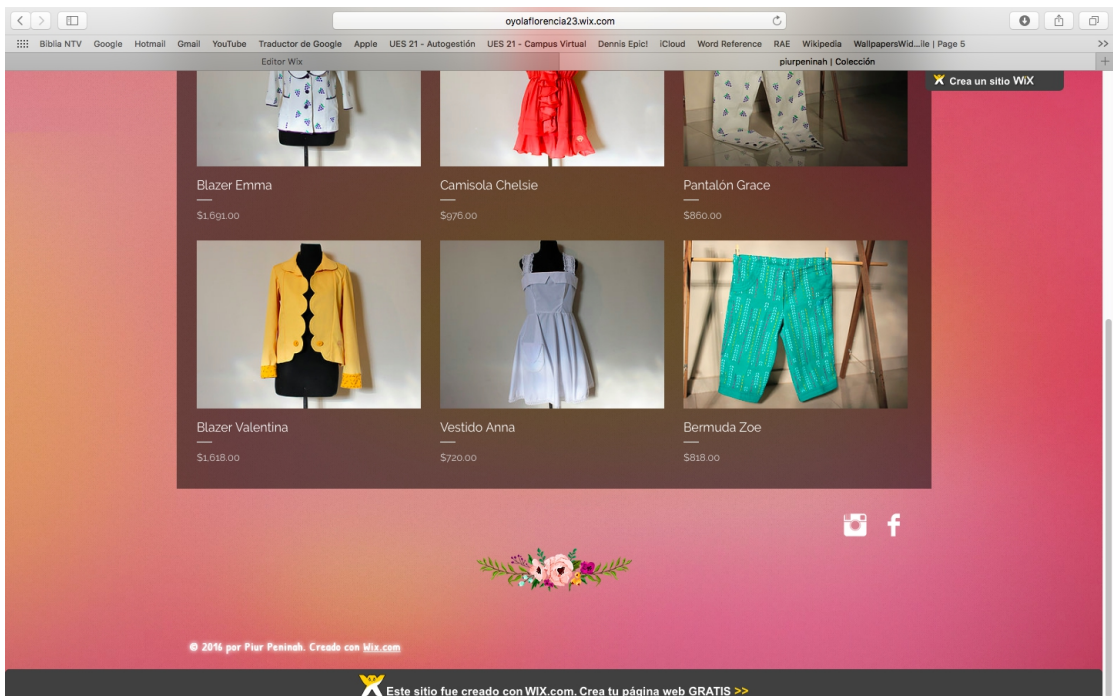 oyolaflorencia23.wix.com
Biblia NTV Google Hotmail Gmail YouTube Traductor de Google Apple UES 21 - Autogestión UES 21 - Campus Virtual Dennis Epic! iCloud Word Reference RAE Wikipedia WallpapersWid...ile | Page 5 >>
Editor Wix piurpeninah | Colección +
Crea un sitio WiX
Blazer Emma Camisola Chelsie Pantalón Grace
$1,691.00 $976.00 $860.00
Blazer Valentina Vestido Anna Bermuda Zoe
$1,618.00 $720.00 $818.00
© 2016 por Piur Peninah. Creado con Wix.com
Este sitio fue creado con WIX.com. Crea tu página web GRATIS >>